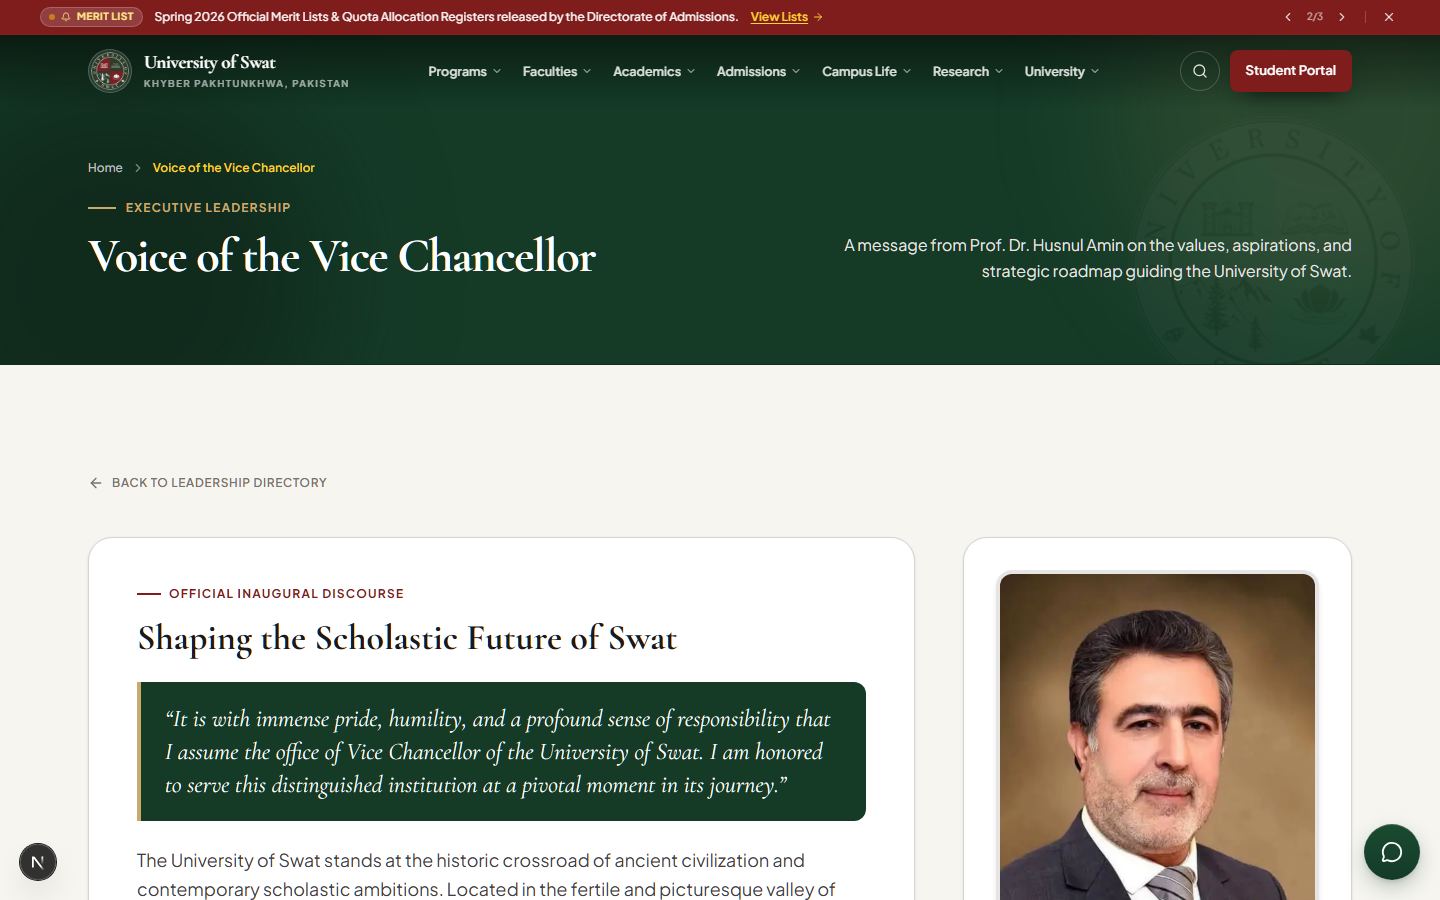 MERIT LIST
Spring 2026 Official Merit Lists & Quota Allocation Registers released by the Directorate of Admissions. View Lists
2/3
University of Swat
KHYBER PAKHTUNKHWA, PAKISTAN
Programs
Faculties
Academics
Admissions
Campus Life
Research
University
Student Portal
Home
Voice of the Vice Chancellor
EXECUTIVE LEADERSHIP
Voice of the Vice Chancellor
A message from Prof. Dr. Husnul Amin on the values, aspirations, and
strategic roadmap guiding the University of Swat.
UNIVERSITY OF
BACK TO LEADERSHIP DIRECTORY
OFFICIAL INAUGURAL DISCOURSE
Shaping the Scholastic Future of Swat
“It is with immense pride, humility, and a profound sense of responsibility that
I assume the office of Vice Chancellor of the University of Swat. I am honored
to serve this distinguished institution at a pivotal moment in its journey.”
The University of Swat stands at the historic crossroad of ancient civilization and
contemporary scholastic ambitions. Located in the fertile and picturesque valley of
N